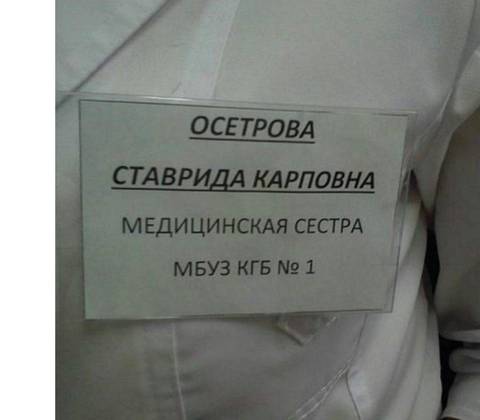 ОСЕТРОВА
СТАВРИДА КАРПОВНА
МЕДИЦИНСКАЯ СЕСТРА
МБУЗ КГБ № 1